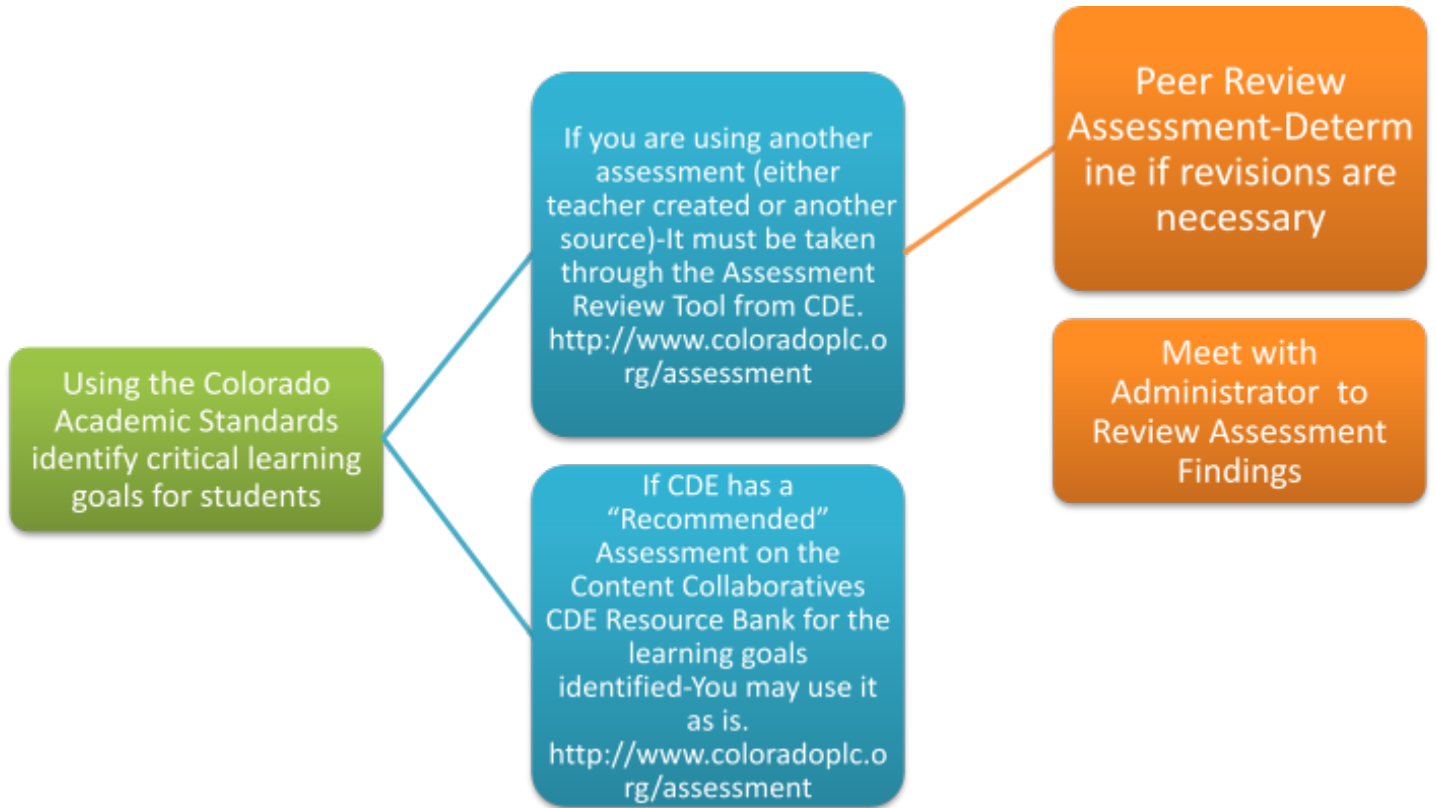 Using the Colorado
Academic Standards
identify critical learning
goals for students
If you are using another
assessment (either
teacher created or another
source)-It must be taken
through the Assessment
Review Tool from CDE.
http://www.coloradoplc.o
rg/assessment
If CDE has a
“Recommended”
Assessment on the
Content Collaboratives
CDE Resource Bank for the
learning goals
identified-You may use it
as is.
http://www.coloradoplc.o
rg/assessment
Peer Review
Assessment-Determ
ine if revisions are
necessary
Meet with
Administrator to
Review Assessment
Findings